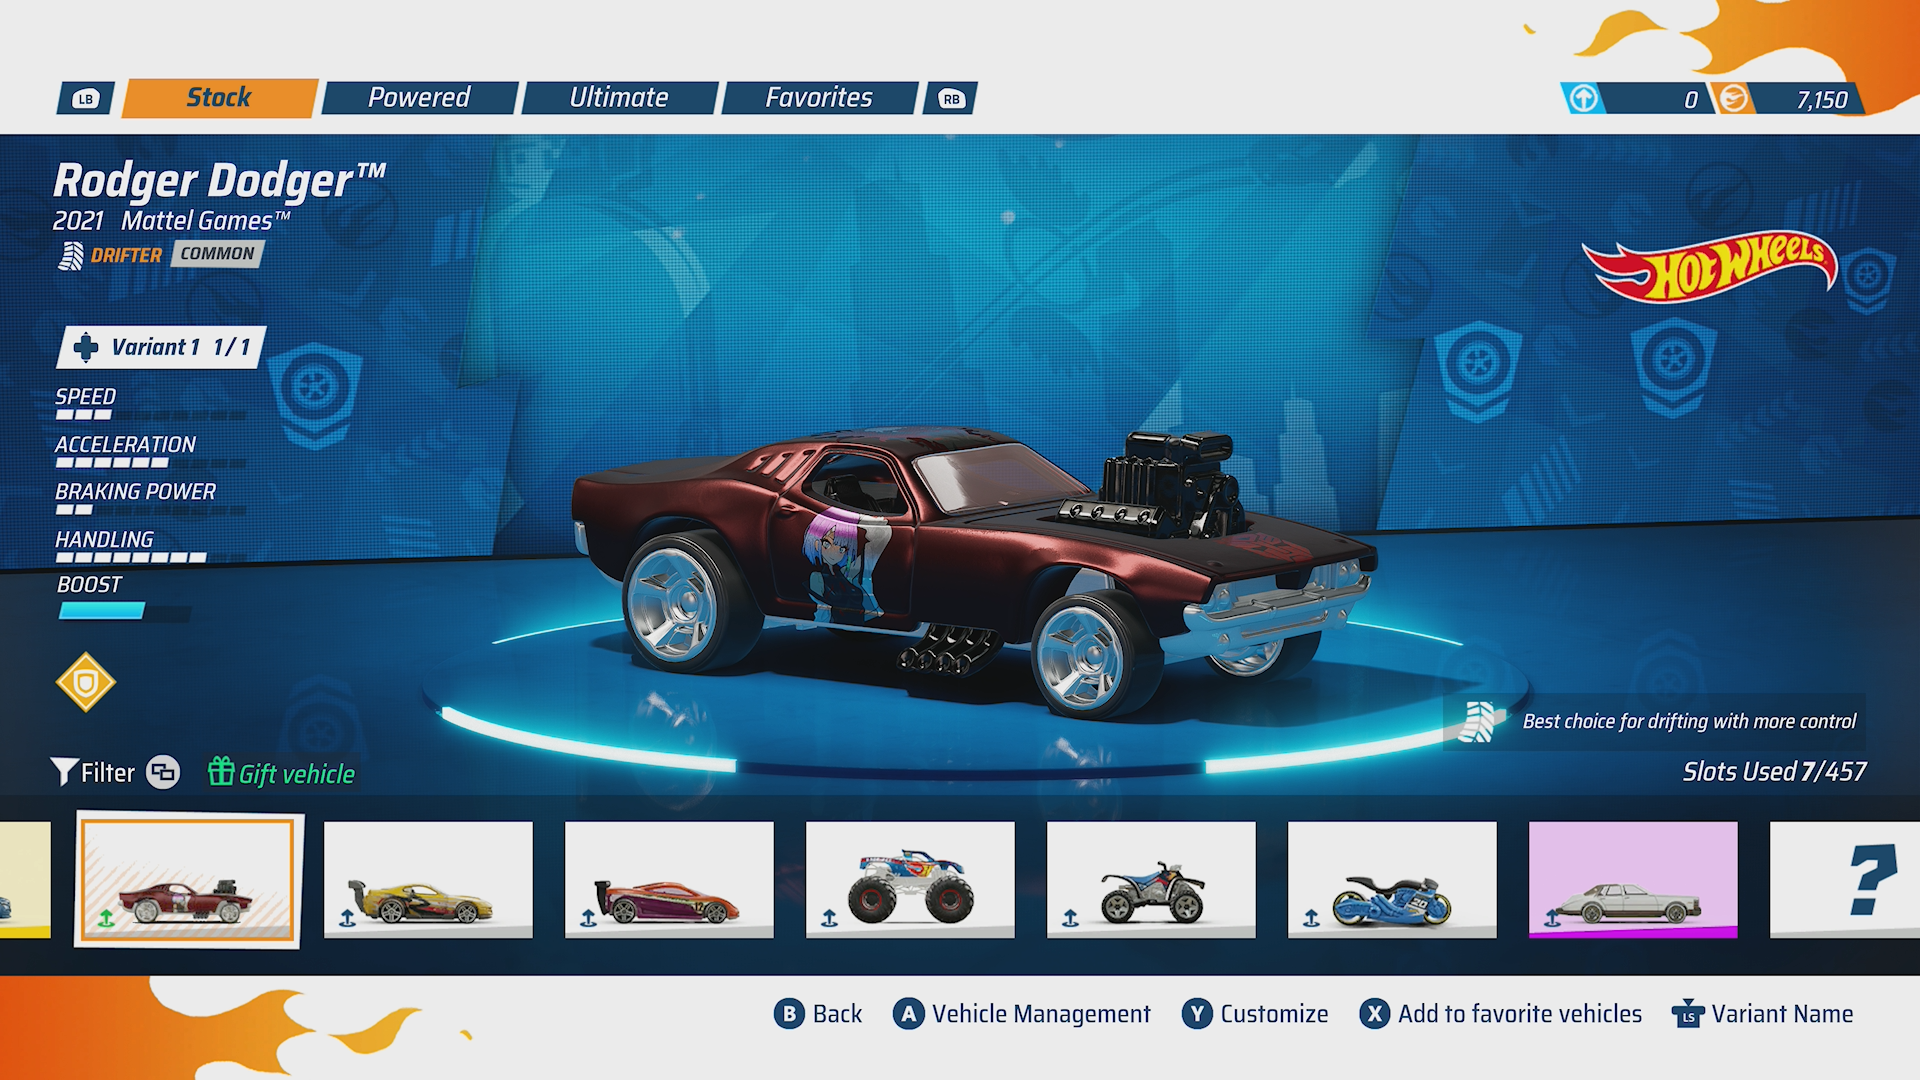 LB
Stock
Powered
Ultimate
Favorites
RB
0
7,150
Rodger Dodger™
2021 Mattel Games™
DRIFTER
COMMON
HOT WHEELS
Variant 1 1/1
SPEED
ACCELERATION
BRAKING POWER
HANDLING
BOOST
Best choice for drifting with more control
Filter
Gift vehicle
Slots Used 7/457
?
B Back
A Vehicle Management
Y Customize
X Add to favorite vehicles
LS Variant Name